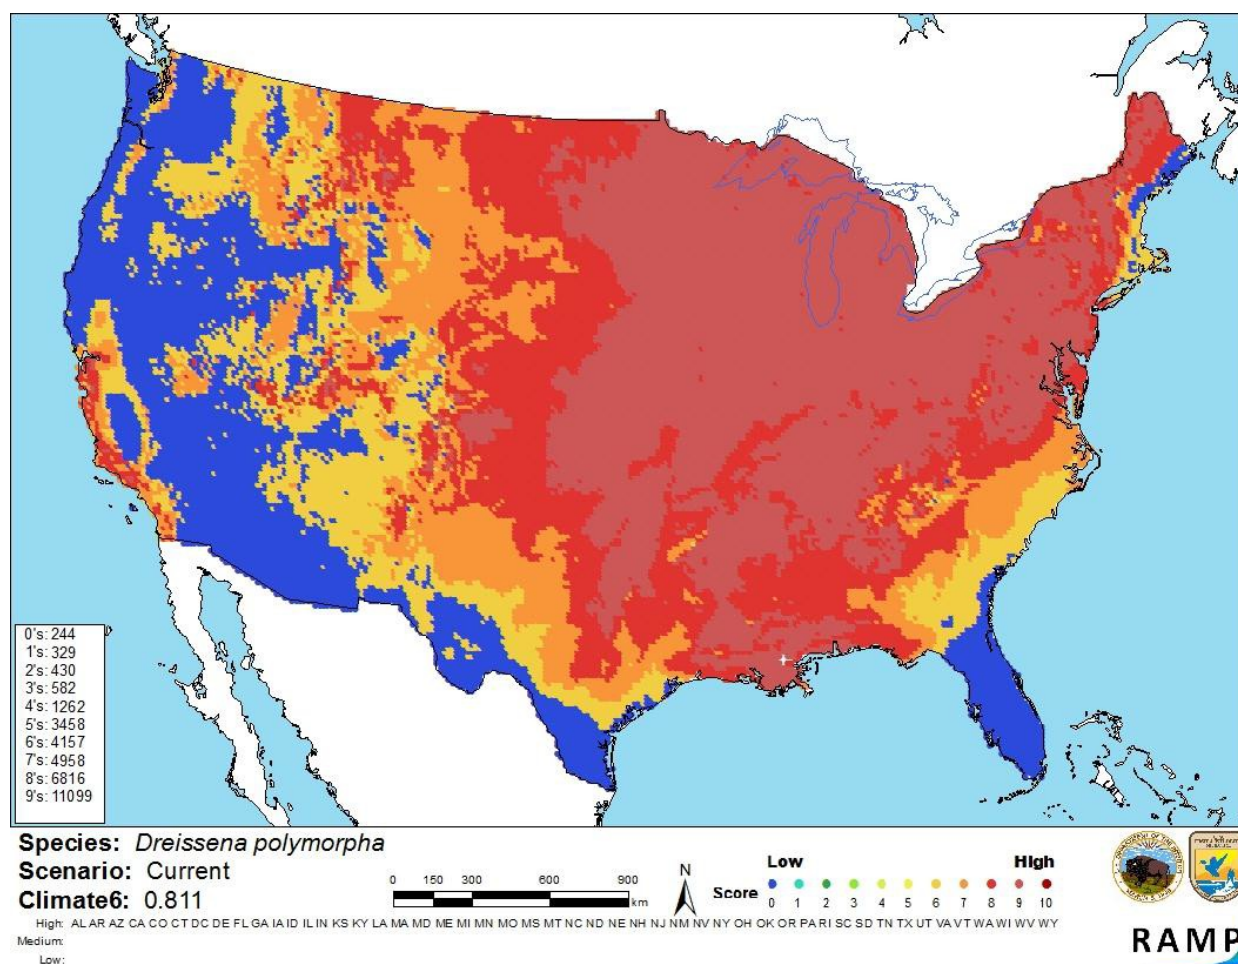 0's: 244
1's: 329
2's: 430
3's: 582
4's: 1262
5's: 3458
6's: 4157
7's: 4958
8's: 6816
9's: 11099
Species: Dreissena polymorpha
Scenario: Current
Climate6: 0.811
0 150 300 600 900
km
N
Low High
Score 0 1 2 3 4 5 6 7 8 9 10
High: AL AR AZ CA CO CT DC DE FL GA IA ID IL IN KS KY LA MA MD ME MI MN MO MS MT NC ND NE NH NJ NM NV NY OH OK OR PA RI SC SD TN TX UT VA VT WA WI WV WY
Medium:
Low:
RAMP